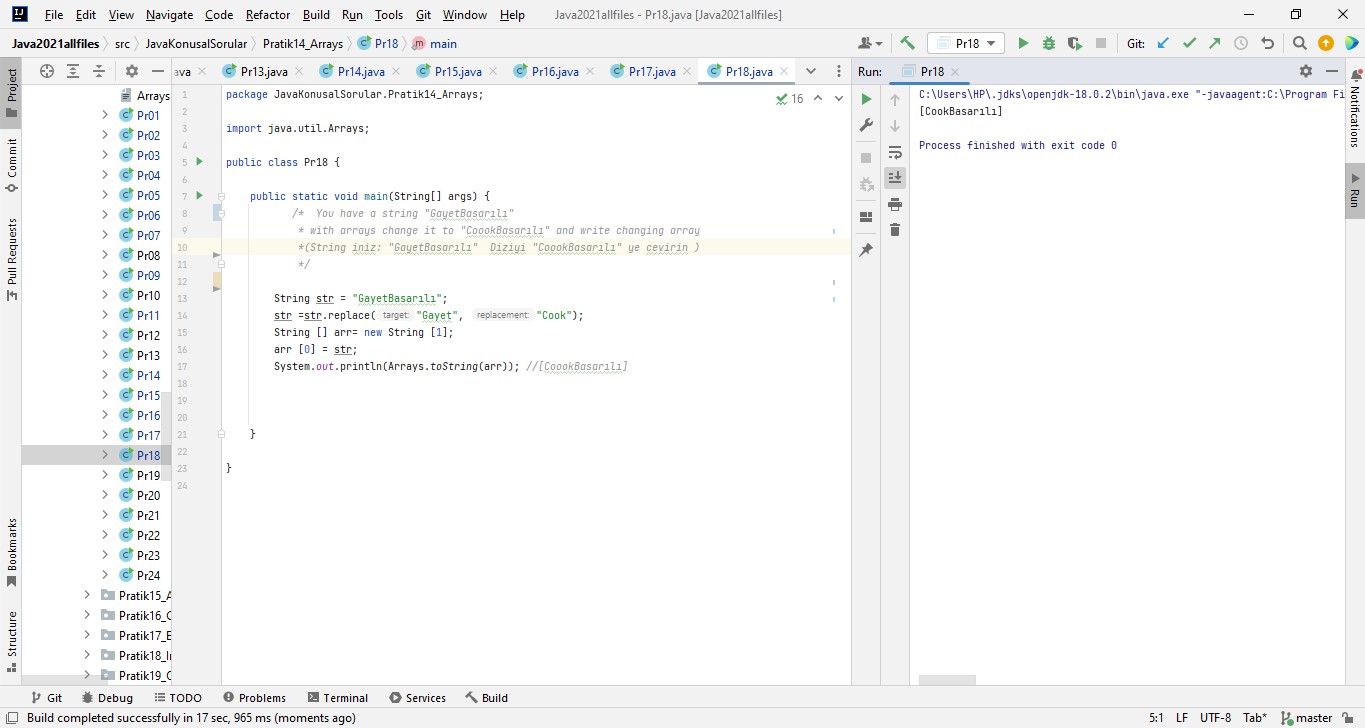 File Edit View Navigate Code Refactor Build Run Tools Git Window Help Java2021allfiles - Pr18.java [Java2021allfiles]
Java2021allfiles src JavaKonusalSorular Pratik14_Arrays Pr18 main Pr18 Git:
Project
Commit
Pull Requests
Bookmarks
Structure
Arrays
Pr01
Pr02
Pr03
Pr04
Pr05
Pr06
Pr07
Pr08
Pr09
Pr10
Pr11
Pr12
Pr13
Pr14
Pr15
Pr16
Pr17
Pr18
Pr19
Pr20
Pr21
Pr22
Pr23
Pr24
Pratik15_A
Pratik16_C
Pratik17_E
Pratik18_I
Pratik19_C
ava Pr13.java Pr14.java Pr15.java Pr16.java Pr17.java Pr18.java
16
1 package JavaKonusalSorular.Pratik14_Arrays;
2
3 import java.util.Arrays;
4
5 public class Pr18 {
6
7 public static void main(String[] args) {
8 /* You have a string "GayetBasarılı"
9 * with arrays change it to "CoookBasarılı" and write changing array
10 *(String iniz: "GayetBasarılı" Diziyi "CoookBasarılı" ye cevirin )
11 */
12
13 String str = "GayetBasarılı";
14 str =str.replace( target: "Gayet", replacement: "Cook");
15 String [] arr= new String [1];
16 arr [0] = str;
17 System.out.println(Arrays.toString(arr)); //[CoookBasarılı]
18
19
20
21 }
22
23 }
24
Run: Pr18
C:\Users\HP\.jdks\openjdk-18.0.2\bin\java.exe "-javaagent:C:\Program Fi
[CookBasarılı]
Process finished with exit code 0
Notifications
Run
Git Debug TODO Problems Terminal Services Build
Build completed successfully in 17 sec, 965 ms (moments ago) 5:1 LF UTF-8 Tab* master